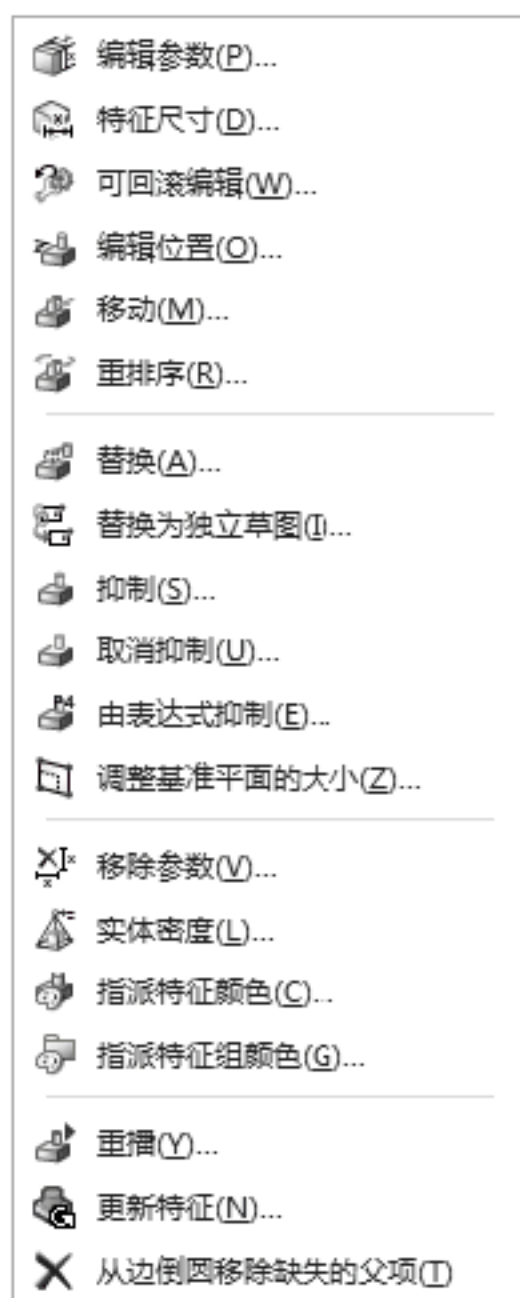 编辑参数(P)...
特征尺寸(D)...
可回滚编辑(W)...
编辑位置(O)...
移动(M)...
重排序(R)...
替换(A)...
替换为独立草图(I)...
抑制(S)...
取消抑制(U)...
由表达式抑制(E)...
调整基准平面的大小(Z)...
移除参数(V)...
实体密度(L)...
指派特征颜色(C)...
指派特征组颜色(G)...
重播(Y)...
更新特征(N)...
从边倒圆移除缺失的父项(T)